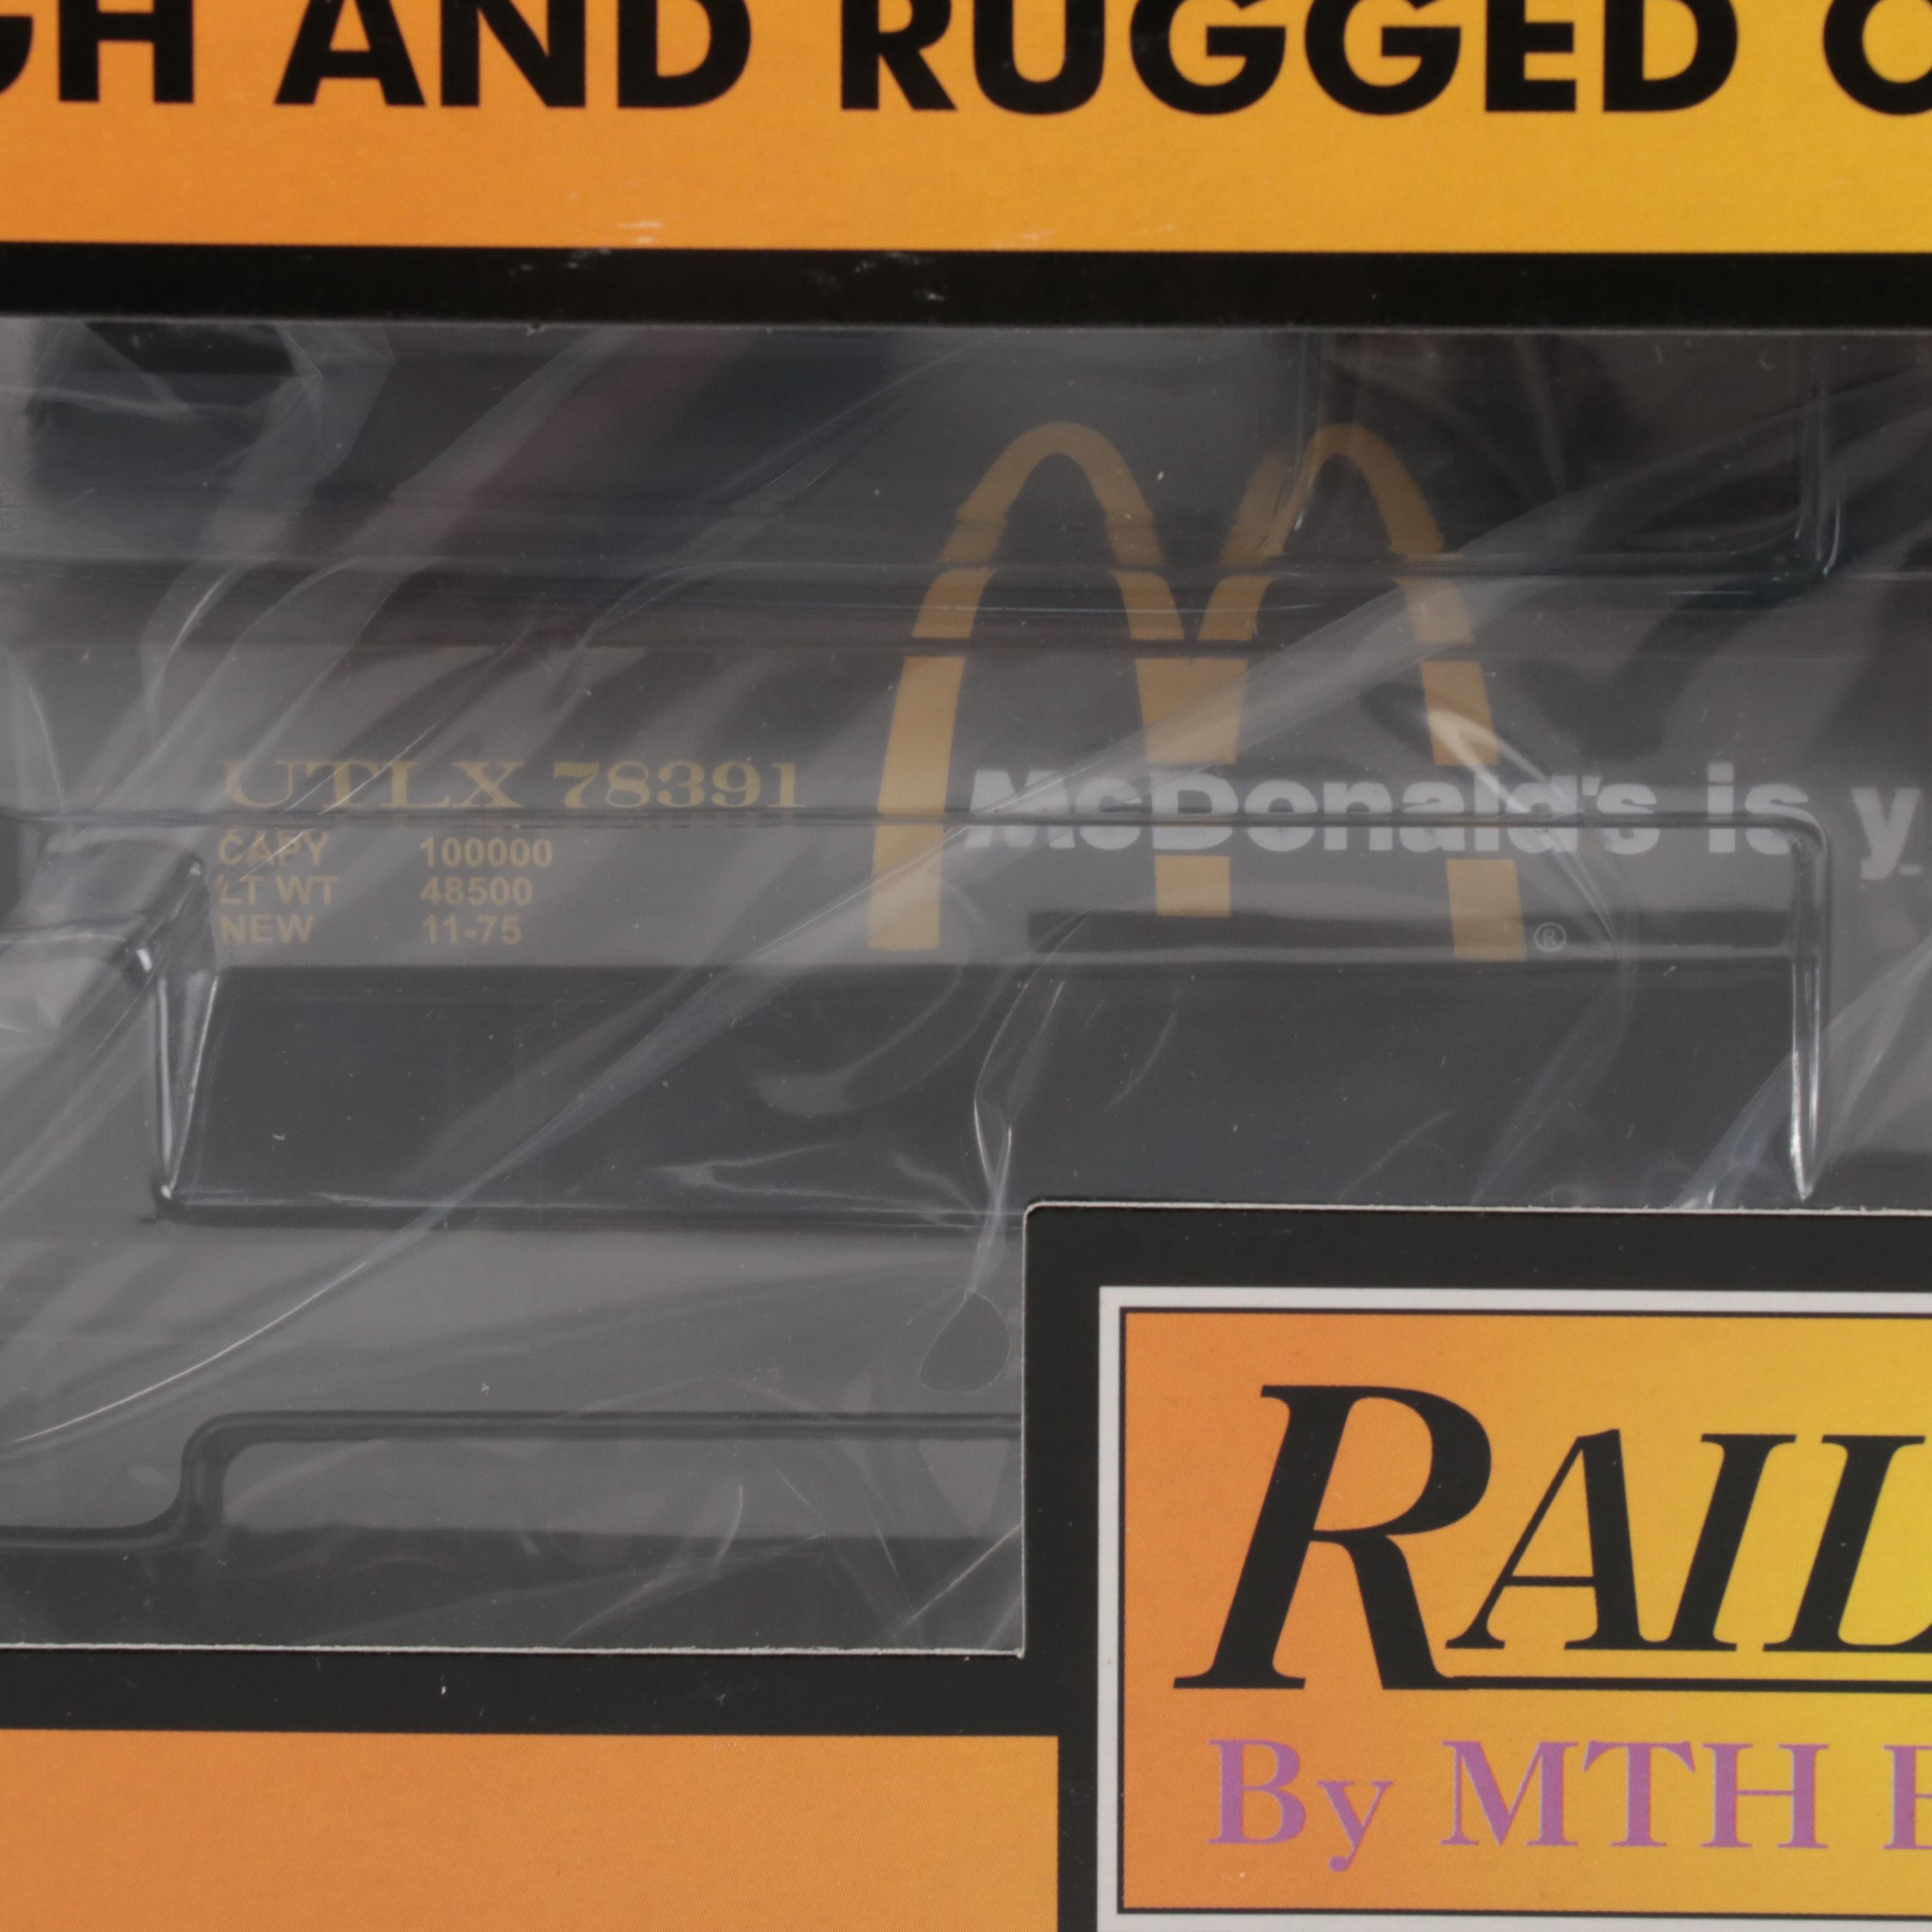 GH AND RUGGED O
UTLX 78391
CAPY 100000
LT WT 48500
NEW 11-75
McDonald's is y
®
RAIL
By MTH E